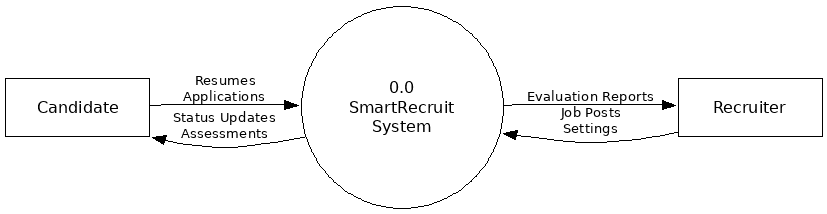 Candidate
Resumes
Applications
Status Updates
Assessments
0.0
SmartRecruit
System
Evaluation Reports
Job Posts
Settings
Recruiter